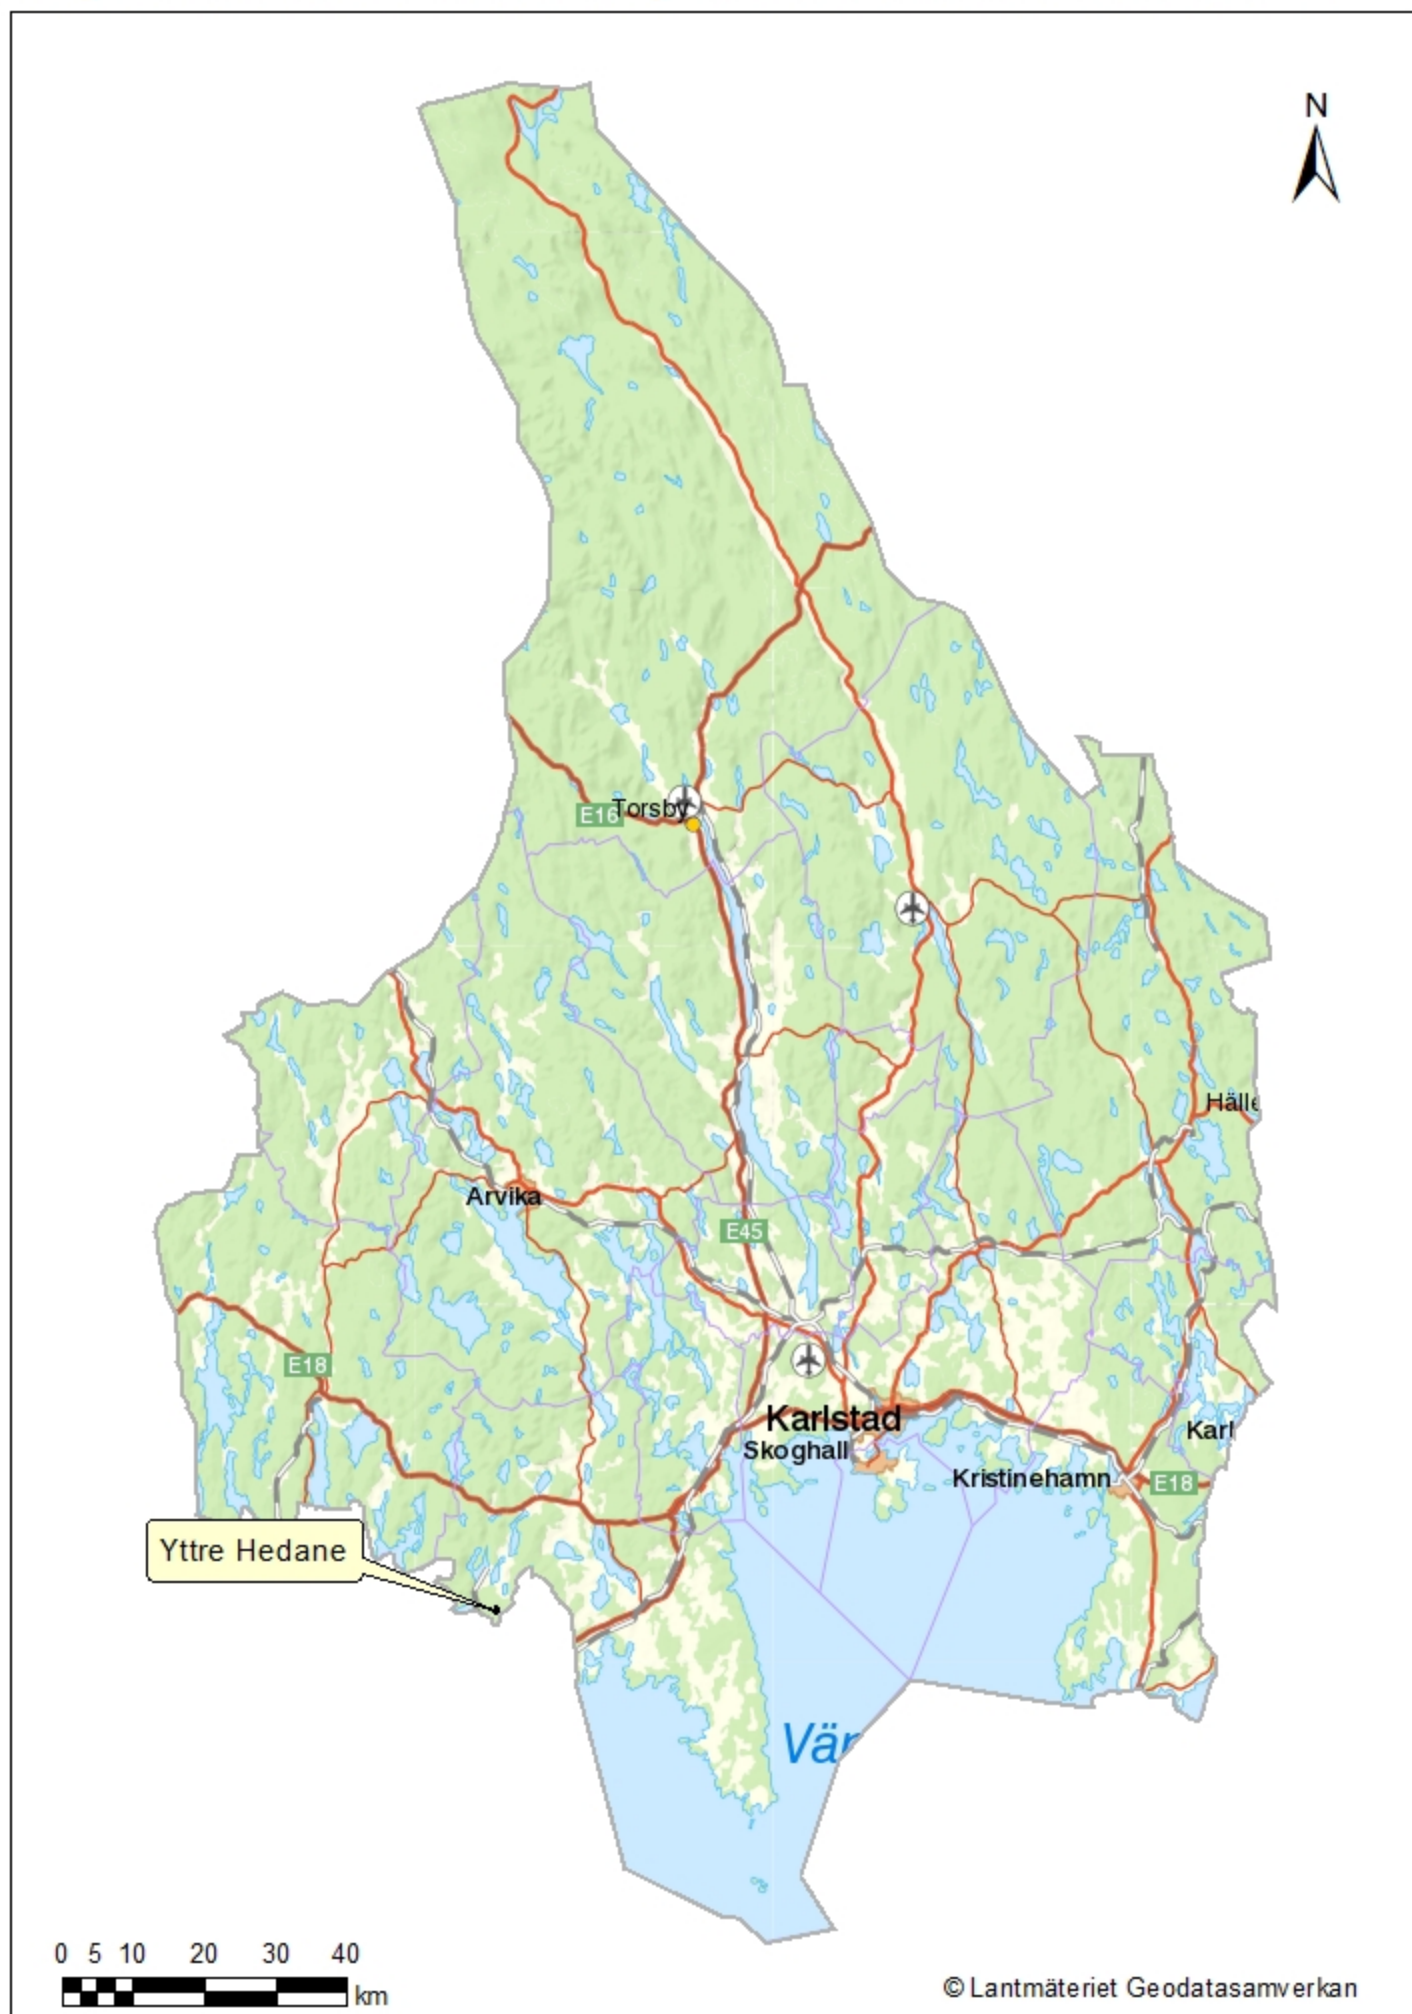 N
Torsby
E16
Hälle
Arvika
E45
E18
Karlstad
Karl
Skoghall
Kristinehamn
E18
Yttre Hedane
Vär
0 5 10 20 30 40
km
© Lantmäteriet Geodatasamverkan